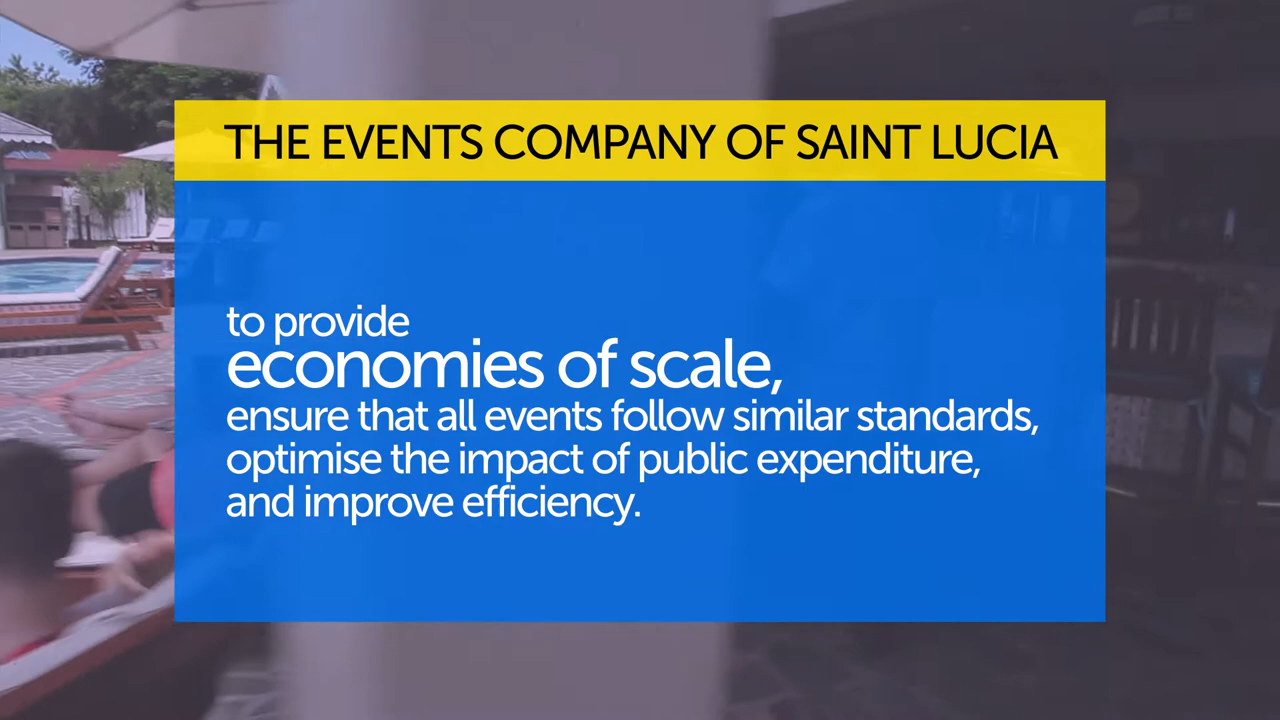 THE EVENTS COMPANY OF SAINT LUCIA
to provide
economies of scale,
ensure that all events follow similar standards,
optimise the impact of public expenditure,
and improve efficiency.